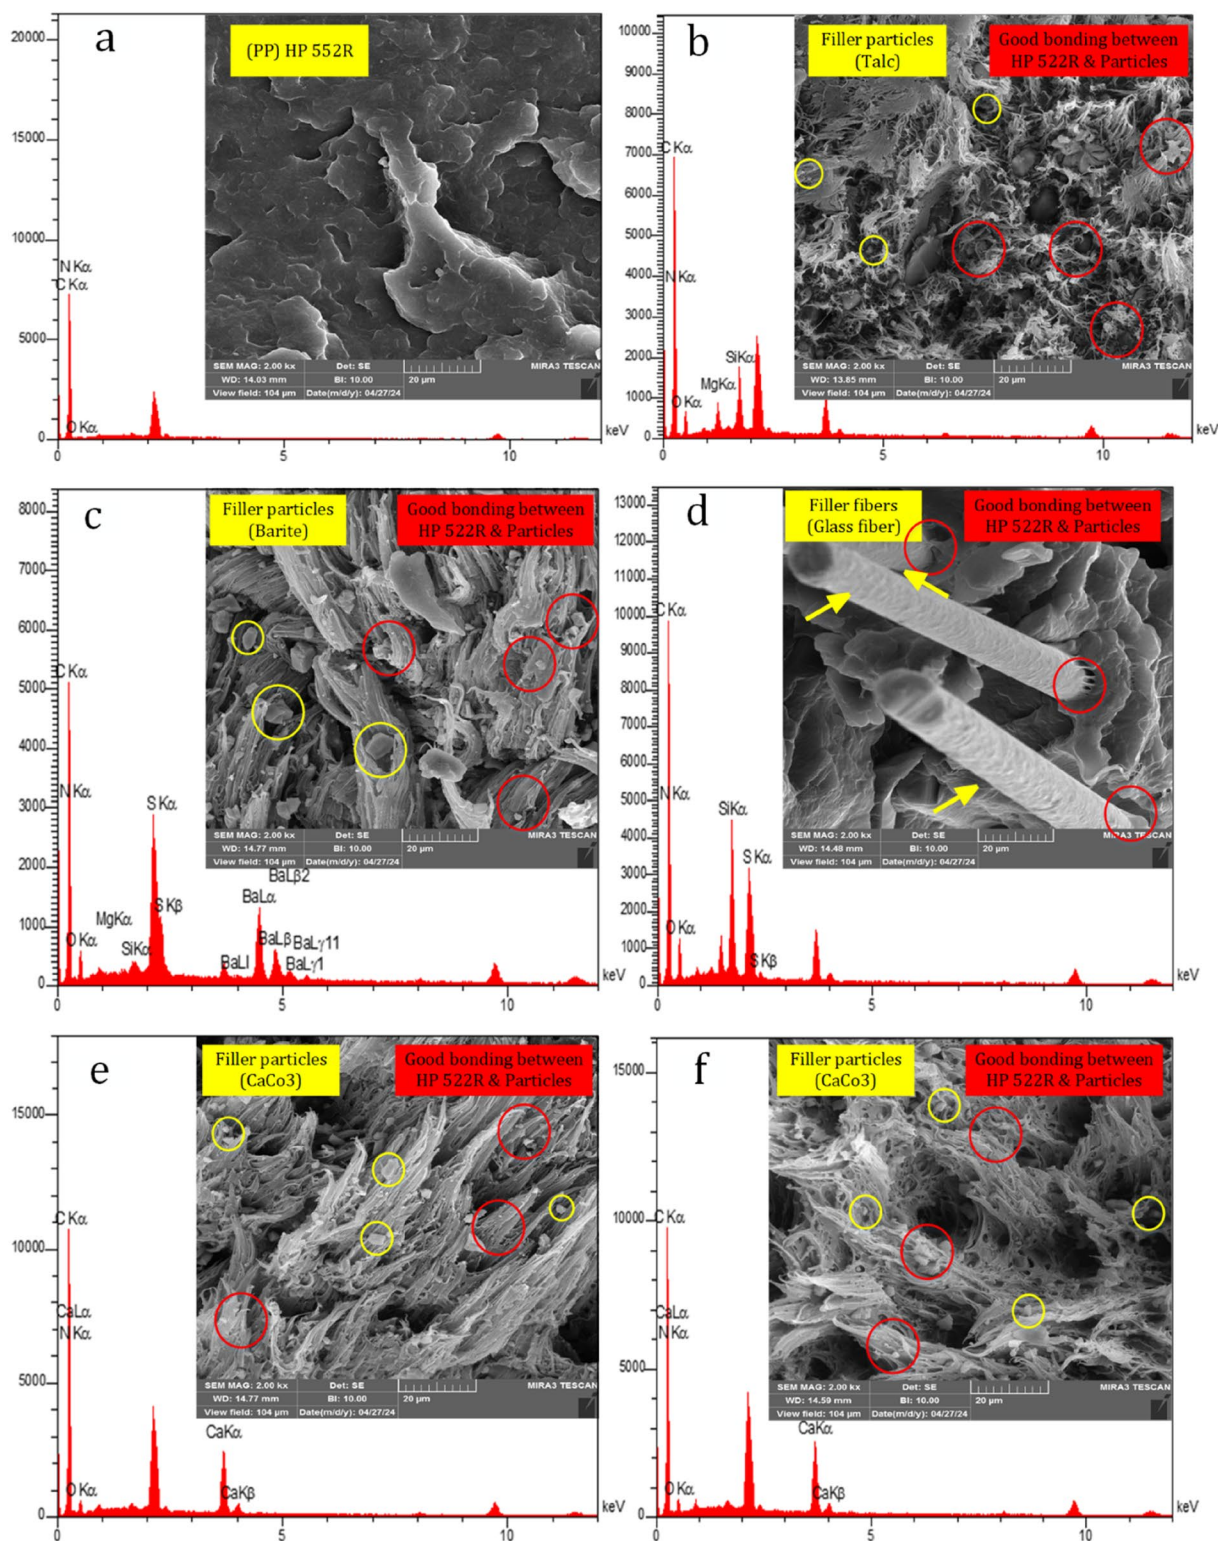 a
(PP) HP 552R
20000
15000
10000
5000
0
N Kα
C Kα
O Kα
SEM MAG: 2.00 kx Det: SE
WD: 14.03 mm BI: 10.00 20 µm MIRA3 TESCAN
View field: 104 µm Date(m/d/y): 04/27/24
0 5 10 keV
b
Filler particles
(Talc)
Good bonding between
HP 522R & Particles
10000
9000
8000
7000
6000
5000
4000
3000
2000
1000
0
C Kα
N Kα
SiKα
MgKα
O Kα
SEM MAG: 2.00 kx Det: SE
WD: 13.85 mm BI: 10.00 20 µm MIRA3 TESCAN
View field: 104 µm Date(m/d/y): 04/27/24
0 5 10 keV
c
Filler particles
(Barite)
Good bonding between
HP 522R & Particles
8000
7000
6000
5000
4000
3000
2000
1000
0
C Kα
N Kα
S Kα
S Kβ
MgKα
SiKα
O Kα
BaLβ2
BaLα
BaLβ
BaLγ11
BaLl
BaLγ1
SEM MAG: 2.00 kx Det: SE
WD: 14.77 mm BI: 10.00 20 µm MIRA3 TESCAN
View field: 104 µm Date(m/d/y): 04/27/24
0 5 10 keV
d
Filler fibers
(Glass fiber)
Good bonding between
HP 522R & Particles
13000
12000
11000
10000
9000
8000
7000
6000
5000
4000
3000
2000
1000
0
C Kα
N Kα
SiKα
S Kα
O Kα
S Kβ
SEM MAG: 2.00 kx Det: SE
WD: 14.48 mm BI: 10.00 20 µm MIRA3 TESCAN
View field: 104 µm Date(m/d/y): 04/27/24
0 5 10 keV
e
Filler particles
(CaCo3)
Good bonding between
HP 522R & Particles
15000
10000
5000
0
C Kα
CaLα
N Kα
O Kα
CaKα
CaKβ
SEM MAG: 2.00 kx Det: SE
WD: 14.77 mm BI: 10.00 20 µm MIRA3 TESCAN
View field: 104 µm Date(m/d/y): 04/27/24
0 5 10 keV
f
Filler particles
(CaCo3)
Good bonding between
HP 522R & Particles
15000
10000
5000
0
C Kα
CaLα
N Kα
O Kα
CaKα
CaKβ
SEM MAG: 2.00 kx Det: SE
WD: 14.59 mm BI: 10.00 20 µm MIRA3 TESCAN
View field: 104 µm Date(m/d/y): 04/27/24
0 5 10 keV